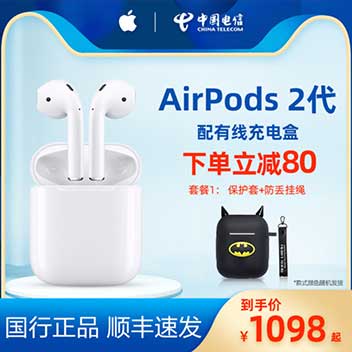 中国电信
CHINA TELECOM
AirPods 2代
配有线充电盒
下单立减80
套餐1： 保护套+防丢挂绳
*款式颜色随机发货
国行正品 顺丰速发
到手价
¥1098起